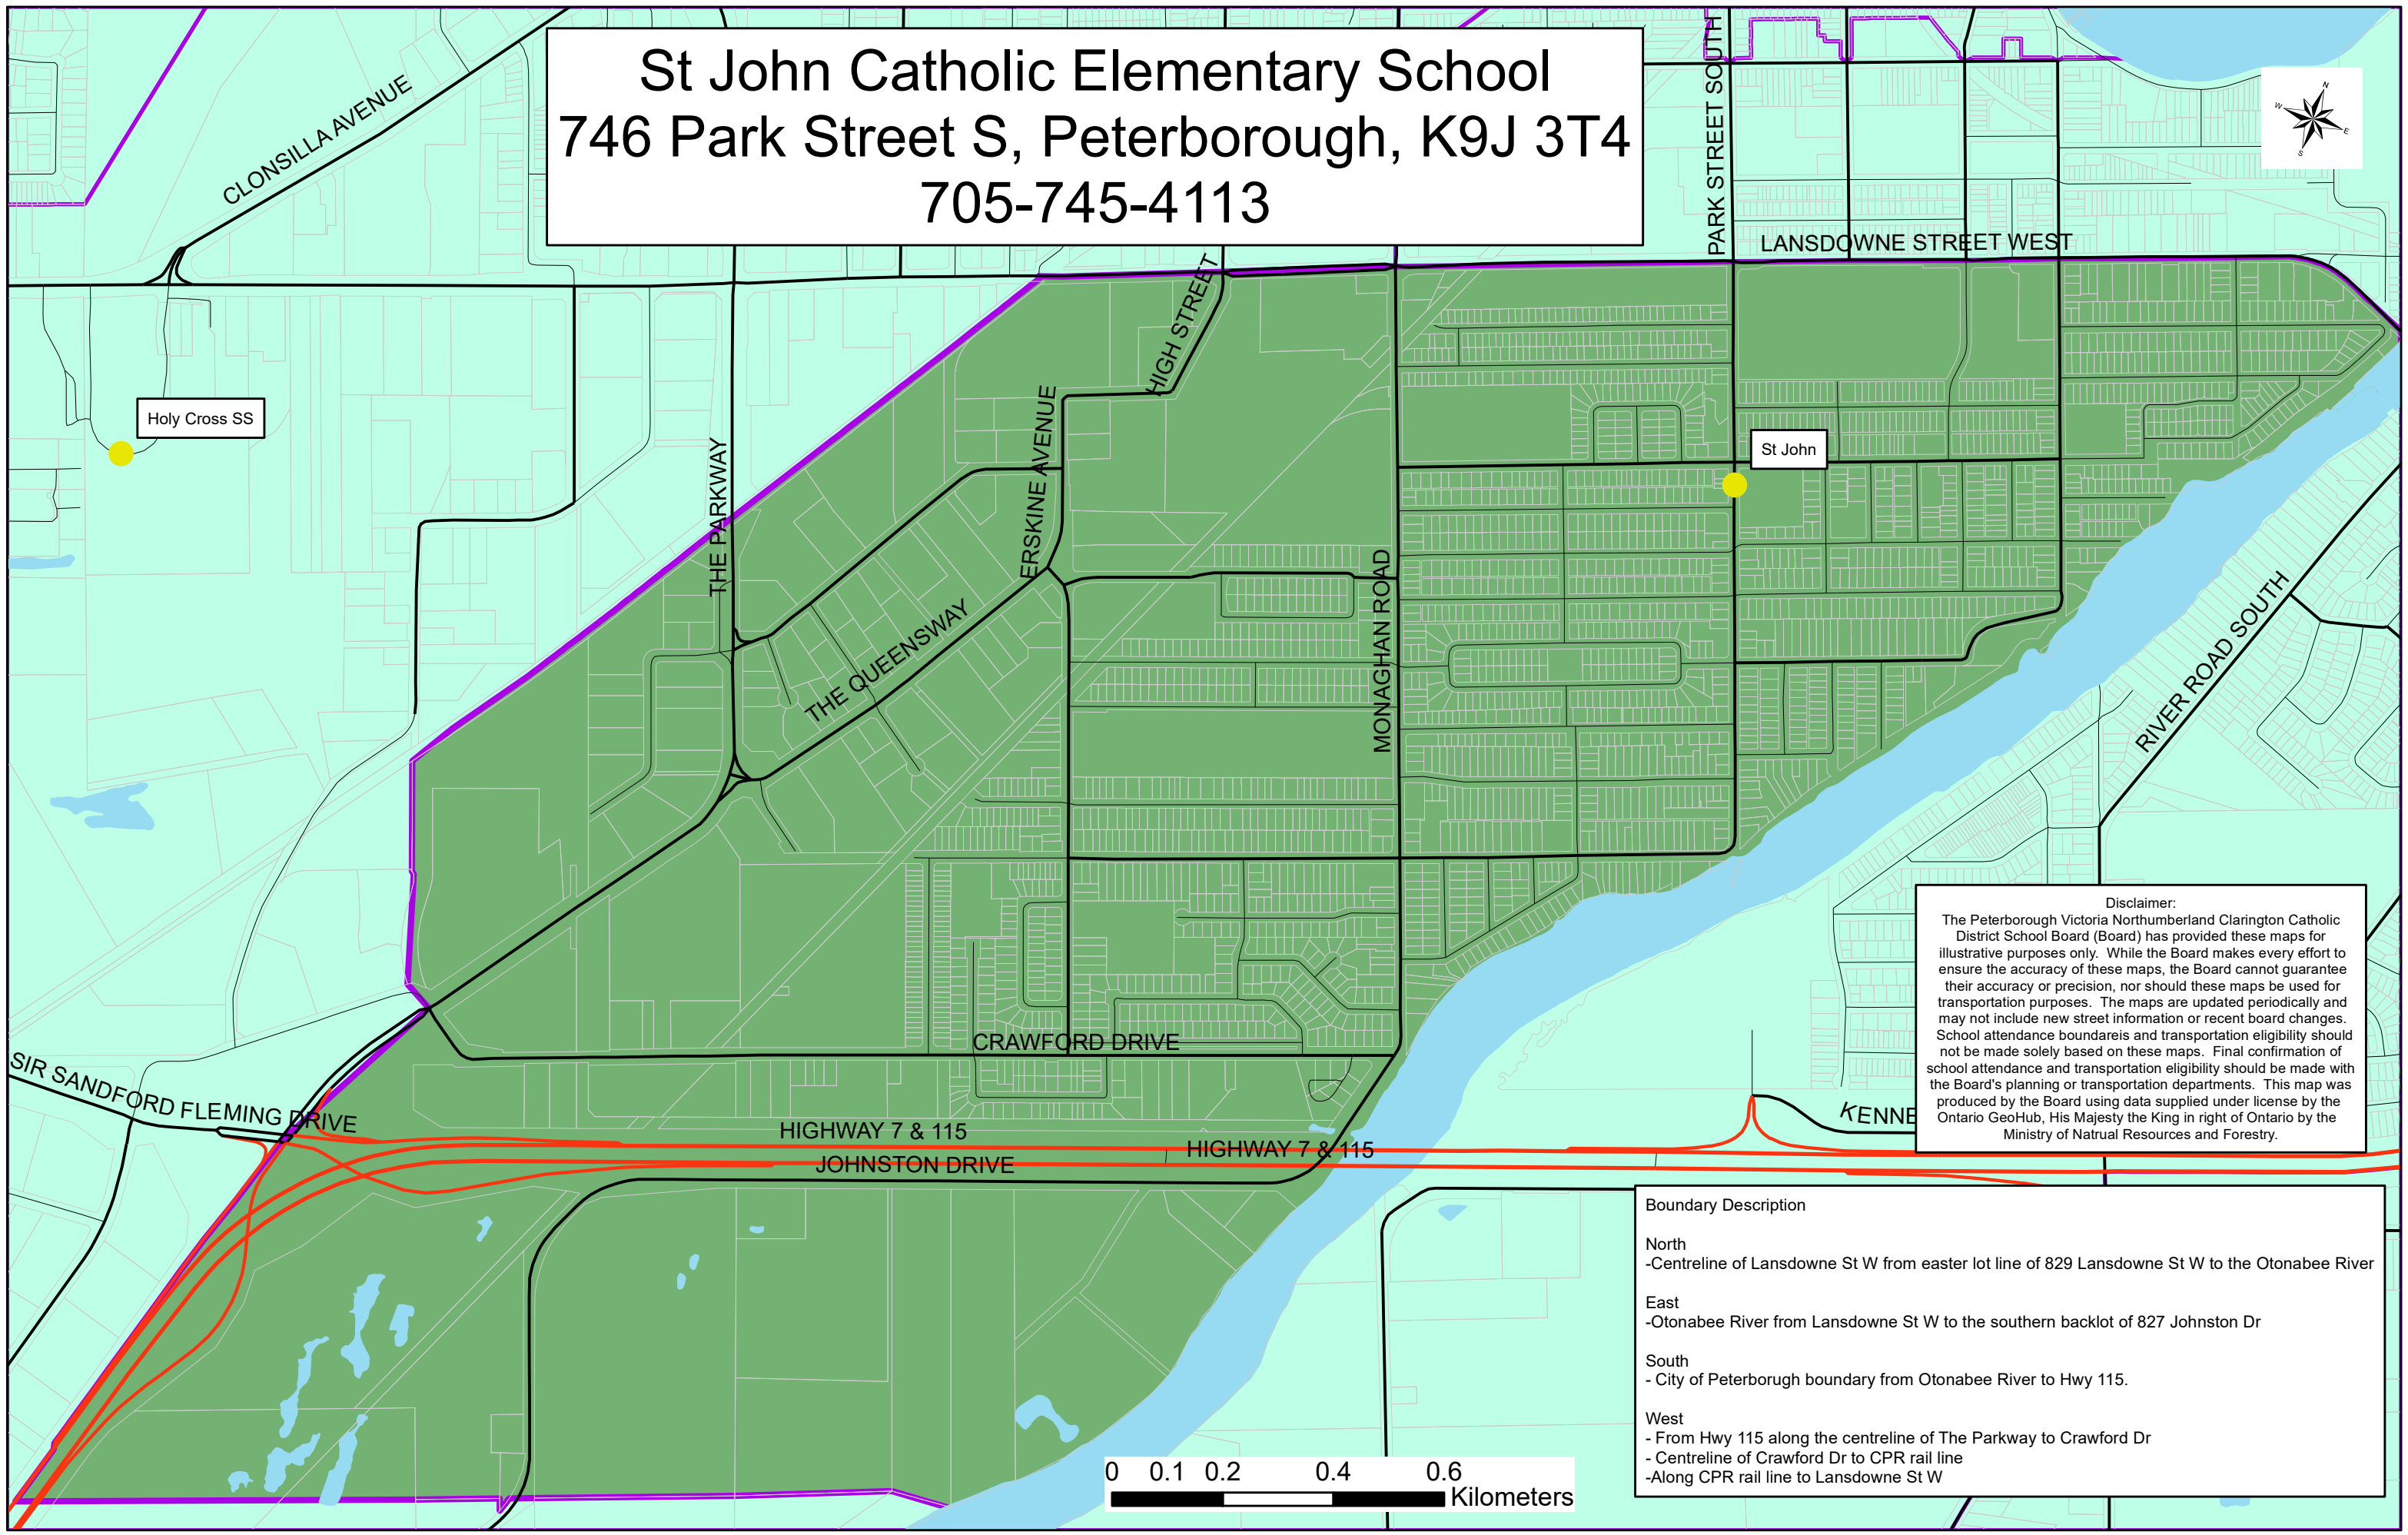 St John Catholic Elementary School
746 Park Street S, Peterborough, K9J 3T4
705-745-4113
CLONSILLA AVENUE
PARK STREET SOUTH
N
W
E
S
LANSDOWNE STREET WEST
HIGH STREET
Holy Cross SS
ERSKINE AVENUE
THE PARKWAY
St John
MONAGHAN ROAD
THE QUEENSWAY
RIVER ROAD SOUTH
CRAWFORD DRIVE
SIR SANDFORD FLEMING DRIVE
HIGHWAY 7 & 115
HIGHWAY 7 & 115
JOHNSTON DRIVE
KENNE
Disclaimer:
The Peterborough Victoria Northumberland Clarington Catholic
District School Board (Board) has provided these maps for
illustrative purposes only. While the Board makes every effort to
ensure the accuracy of these maps, the Board cannot guarantee
their accuracy or precision, nor should these maps be used for
transportation purposes. The maps are updated periodically and
may not include new street information or recent board changes.
School attendance boundareis and transportation eligibility should
not be made solely based on these maps. Final confirmation of
school attendance and transportation eligibility should be made with
the Board's planning or transportation departments. This map was
produced by the Board using data supplied under license by the
Ontario GeoHub, His Majesty the King in right of Ontario by the
Ministry of Natrual Resources and Forestry.
Boundary Description
North
-Centreline of Lansdowne St W from easter lot line of 829 Lansdowne St W to the Otonabee River
East
-Otonabee River from Lansdowne St W to the southern backlot of 827 Johnston Dr
South
- City of Peterborugh boundary from Otonabee River to Hwy 115.
West
- From Hwy 115 along the centreline of The Parkway to Crawford Dr
- Centreline of Crawford Dr to CPR rail line
-Along CPR rail line to Lansdowne St W
0 0.1 0.2 0.4 0.6
Kilometers